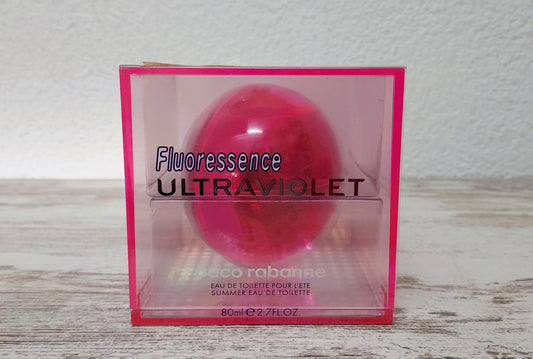 Fluoressence
ULTRAVIOLET
paco rabanne
EAU DE TOILETTE POUR L'ETE
SUMMER EAU DE TOILETTE
80ml e 2.7FL.OZ.